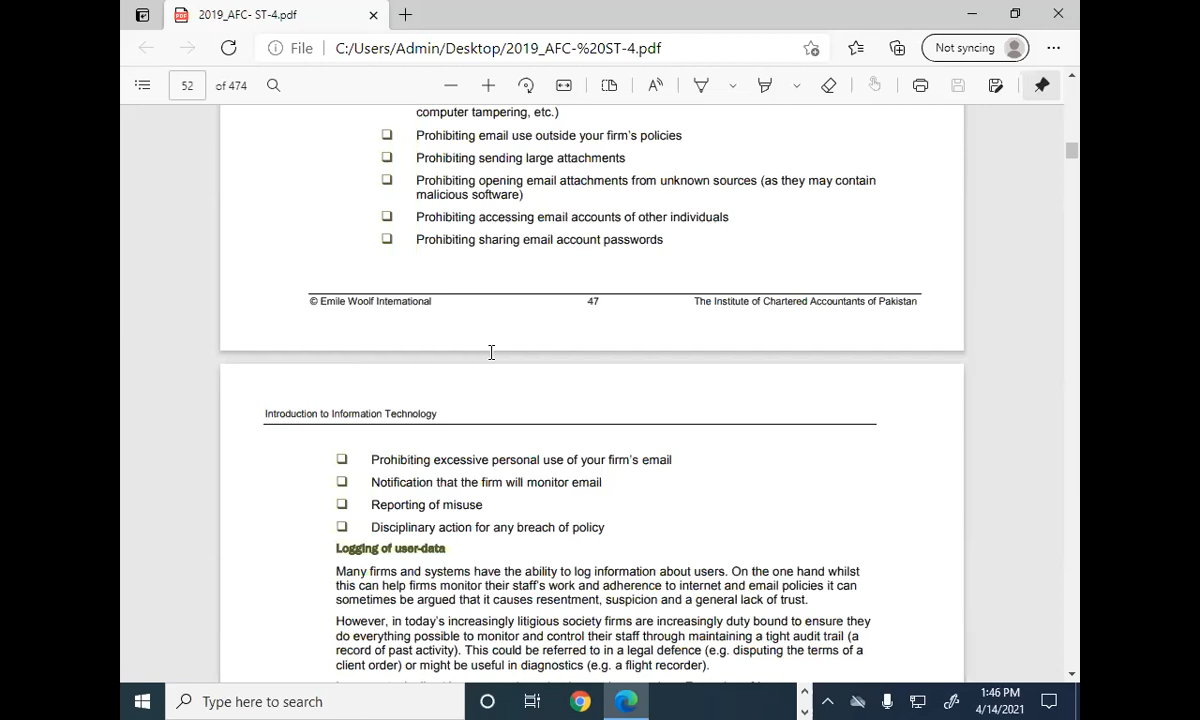 2019_AFC- ST-4.pdf
File
C:/Users/Admin/Desktop/2019_AFC-%20ST-4.pdf
Not syncing
52 of 474
computer tampering, etc.)
Prohibiting email use outside your firm's policies
Prohibiting sending large attachments
Prohibiting opening email attachments from unknown sources (as they may contain
malicious software)
Prohibiting accessing email accounts of other individuals
Prohibiting sharing email account passwords
© Emile Woolf International 47 The Institute of Chartered Accountants of Pakistan
Introduction to Information Technology
Prohibiting excessive personal use of your firm's email
Notification that the firm will monitor email
Reporting of misuse
Disciplinary action for any breach of policy
Logging of user-data
Many firms and systems have the ability to log information about users. On the one hand whilst
this can help firms monitor their staff's work and adherence to internet and email policies it can
sometimes be argued that it causes resentment, suspicion and a general lack of trust.
However, in today's increasingly litigious society firms are increasingly duty bound to ensure they
do everything possible to monitor and control their staff through maintaining a tight audit trail (a
record of past activity). This could be referred to in a legal defence (e.g. disputing the terms of a
client order) or might be useful in diagnostics (e.g. a flight recorder).
Type here to search
1:46 PM
4/14/2021